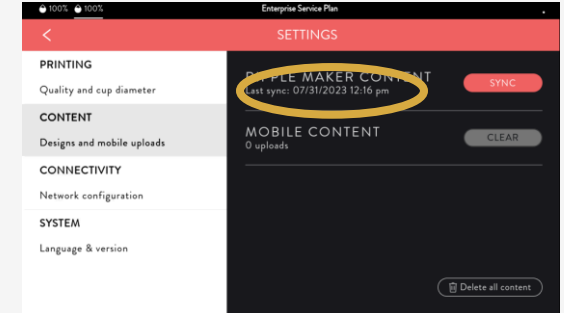 100% 100%
Enterprise Service Plan
SETTINGS
PRINTING
Quality and cup diameter
CONTENT
Designs and mobile uploads
CONNECTIVITY
Network configuration
SYSTEM
Language & version
RIPPLE MAKER CONTENT
Last sync: 07/31/2023 12:16 pm
SYNC
MOBILE CONTENT
0 uploads
CLEAR
Delete all content